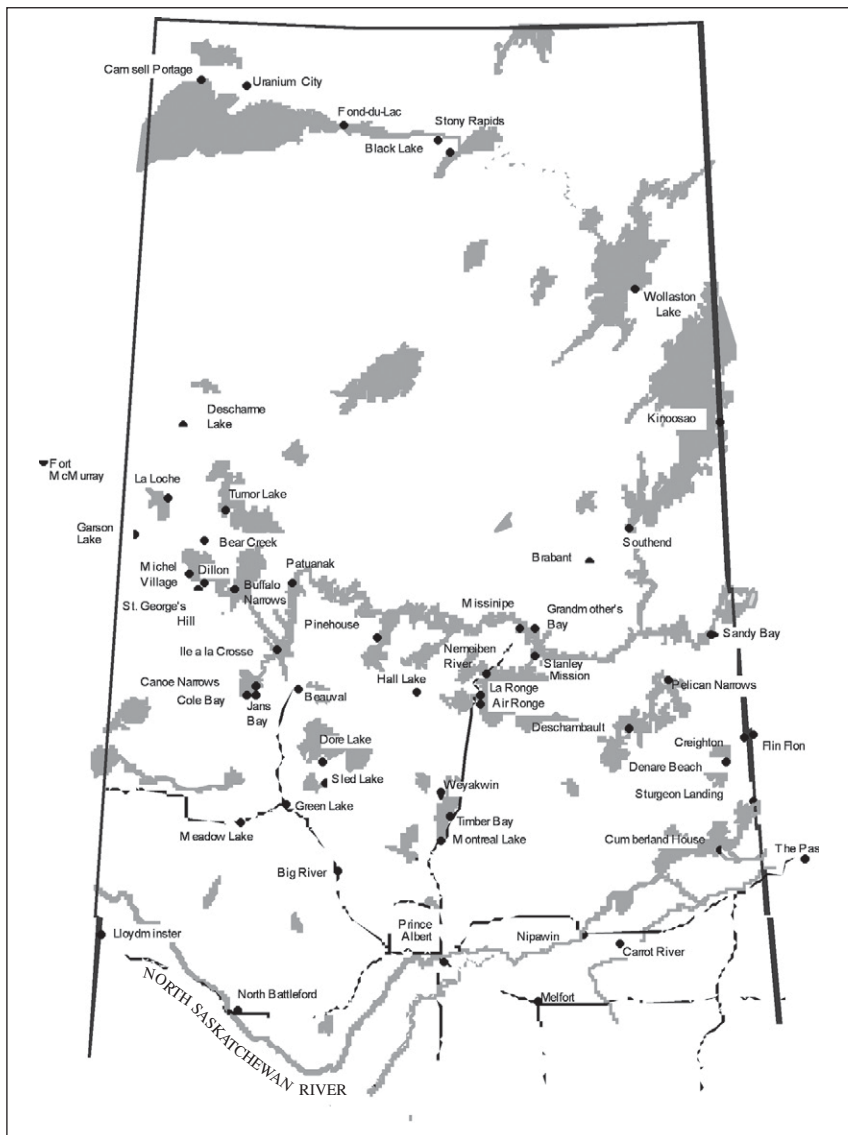 Camsell Portage
Uranium City
Fond-du-Lac
Stony Rapids
Black Lake
Wollaston
Lake
Descharme
Lake
Kinoosao
Fort
McMurray
La Loche
Turnor Lake
Garson
Lake
Bear Creek
Southend
Brabant
Michel
Village
Dillon
Patuanak
Buffalo
Narrows
St. George's
Hill
Missinipe
Grandmother's
Bay
Pinehouse
Sandy Bay
Ile a la Crosse
Nemeiben
River
Stanley
Mission
Canoe Narrows
Hall Lake
La Ronge
Pelican Narrows
Cole Bay
Jans
Bay
Beauval
Air Ronge
Deschambault
Dore Lake
Creighton
Flin Flon
Denare Beach
Sled Lake
Weyakwin
Sturgeon Landing
Green Lake
Timber Bay
Meadow Lake
Montreal Lake
Cumberland House
The Pas
Big River
Prince
Albert
Lloydminster
Nipawin
Carrot River
North Battleford
Melfort
NORTH SASKATCHEWAN RIVER